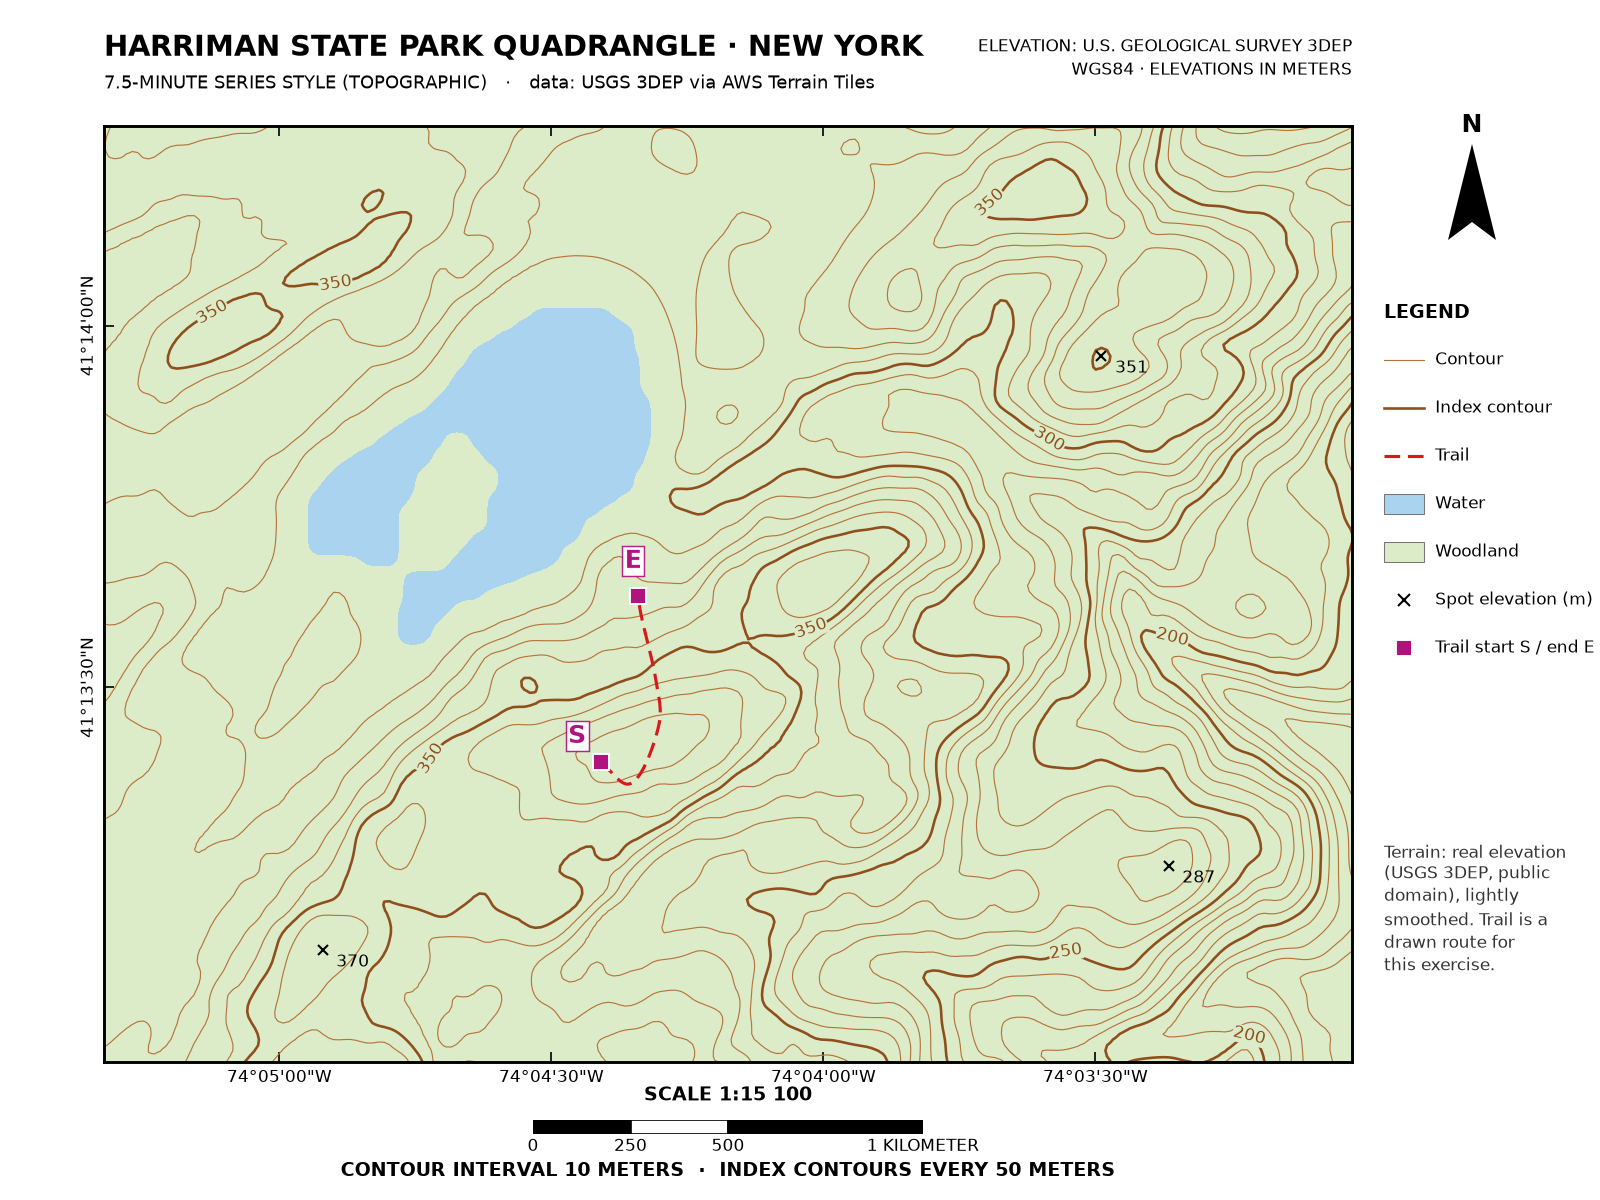 HARRIMAN STATE PARK QUADRANGLE · NEW YORK
7.5-MINUTE SERIES STYLE (TOPOGRAPHIC) · data: USGS 3DEP via AWS Terrain Tiles
ELEVATION: U.S. GEOLOGICAL SURVEY 3DEP
WGS84 · ELEVATIONS IN METERS
N
350
350
350
351
300
41°14'00"N
E
350
200
41°13'30"N
S
350
287
250
370
200
74°05'00"W
74°04'30"W
74°04'00"W
74°03'30"W
LEGEND
Contour
Index contour
Trail
Water
Woodland
Spot elevation (m)
Trail start S / end E
Terrain: real elevation
(USGS 3DEP, public
domain), lightly
smoothed. Trail is a
drawn route for
this exercise.
SCALE 1:15 100
0 250 500 1 KILOMETER
CONTOUR INTERVAL 10 METERS · INDEX CONTOURS EVERY 50 METERS